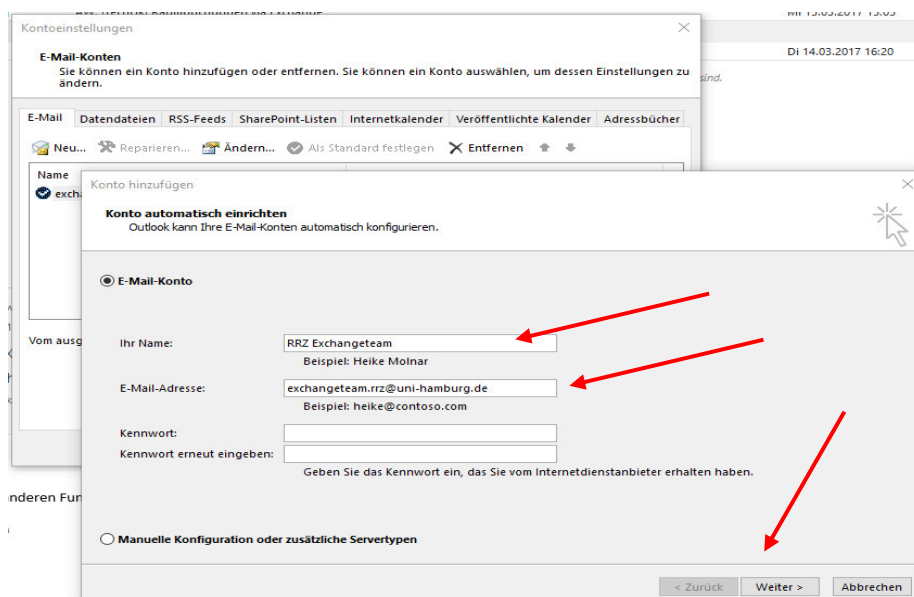 Mi 15.03.2017 15:05
Kontoeinstellungen
Di 14.03.2017 16:20
E-Mail-Konten
Sie können ein Konto hinzufügen oder entfernen. Sie können ein Konto auswählen, um dessen Einstellungen zu
ändern.
sind.
E-Mail Datendateien RSS-Feeds SharePoint-Listen Internetkalender Veröffentlichte Kalender Adressbücher
Neu... Reparieren... Ändern... Als Standard festlegen Entfernen
Name
Konto hinzufügen
Konto automatisch einrichten
Outlook kann Ihre E-Mail-Konten automatisch konfigurieren.
E-Mail-Konto
Vom ausg
Ihr Name: RRZ Exchangeteam
Beispiel: Heike Molnar
E-Mail-Adresse: exchangeteam.rrz@uni-hamburg.de
Beispiel: heike@contoso.com
Kennwort:
Kennwort erneut eingeben:
Geben Sie das Kennwort ein, das Sie vom Internetdienstanbieter erhalten haben.
nderen Fun
Manuelle Konfiguration oder zusätzliche Servertypen
< Zurück Weiter > Abbrechen